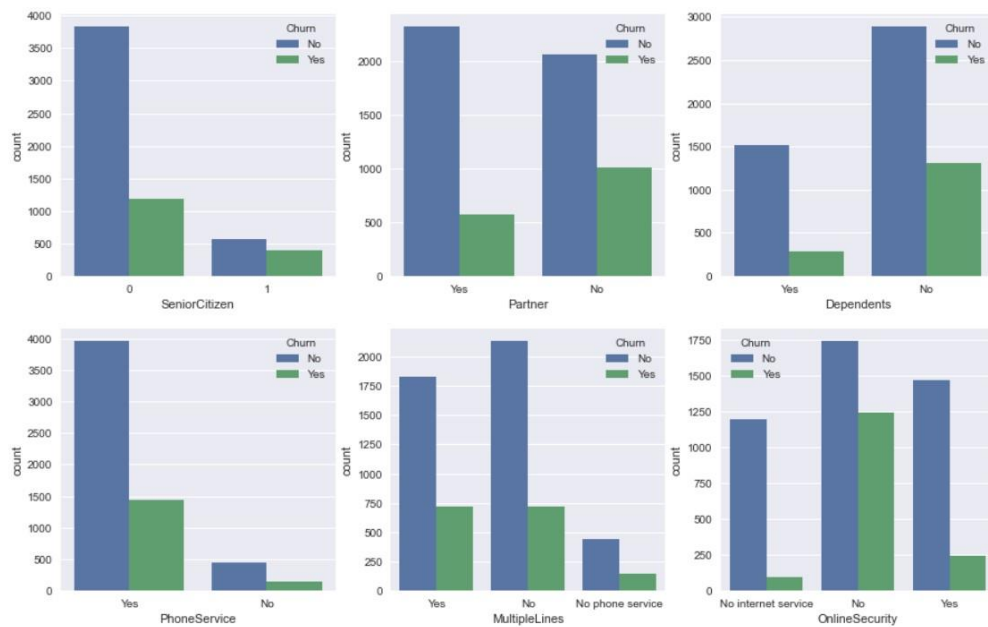 4000
3500
3000
2500
2000
1500
1000
500
0
count
Churn
No
Yes
0 1
SeniorCitizen
2000
1500
1000
500
0
count
Churn
No
Yes
Yes No
Partner
3000
2500
2000
1500
1000
500
0
count
Churn
No
Yes
Yes No
Dependents
4000
3500
3000
2500
2000
1500
1000
500
0
count
Churn
No
Yes
Yes No
PhoneService
2000
1750
1500
1250
1000
750
500
250
0
count
Churn
No
Yes
Yes No No phone service
MultipleLines
1750
1500
1250
1000
750
500
250
0
count
Churn
No
Yes
No internet service No Yes
OnlineSecurity